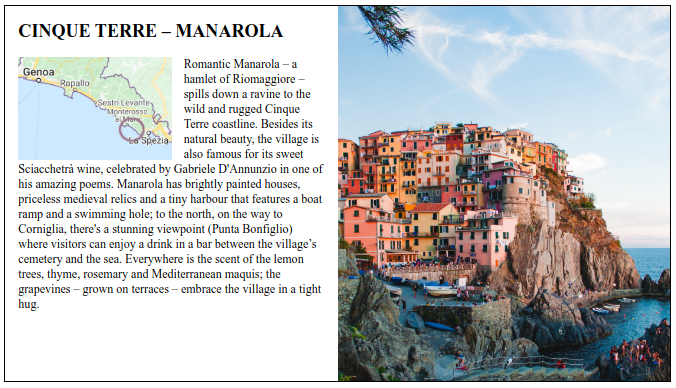 CINQUE TERRE – MANAROLA
Genoa
Rapallo
Sestri Levante
Monterosso
al Mare
La Spezia
Romantic Manarola – a
hamlet of Riomaggiore –
spills down a ravine to the
wild and rugged Cinque
Terre coastline. Besides its
natural beauty, the village is
also famous for its sweet
Sciacchetrà wine, celebrated by Gabriele D'Annunzio in one of
his amazing poems. Manarola has brightly painted houses,
priceless medieval relics and a tiny harbour that features a boat
ramp and a swimming hole; to the north, on the way to
Corniglia, there's a stunning viewpoint (Punta Bonfiglio)
where visitors can enjoy a drink in a bar between the village’s
cemetery and the sea. Everywhere is the scent of the lemon
trees, thyme, rosemary and Mediterranean maquis; the
grapevines – grown on terraces – embrace the village in a tight
hug.